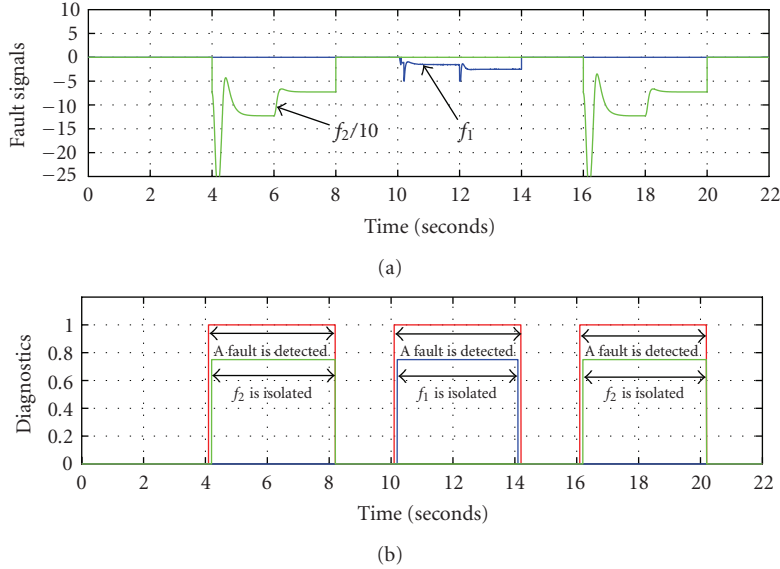 10
5
0
−5
−10
−15
−20
−25
Fault signals
f2/10
f1
0 2 4 6 8 10 12 14 16 18 20 22
Time (seconds)
(a)
1
0.8
0.6
0.4
0.2
0
Diagnostics
A fault is detected A fault is detected A fault is detected
f2 is isolated f1 is isolated f2 is isolated
0 2 4 6 8 10 12 14 16 18 20 22
Time (seconds)
(b)